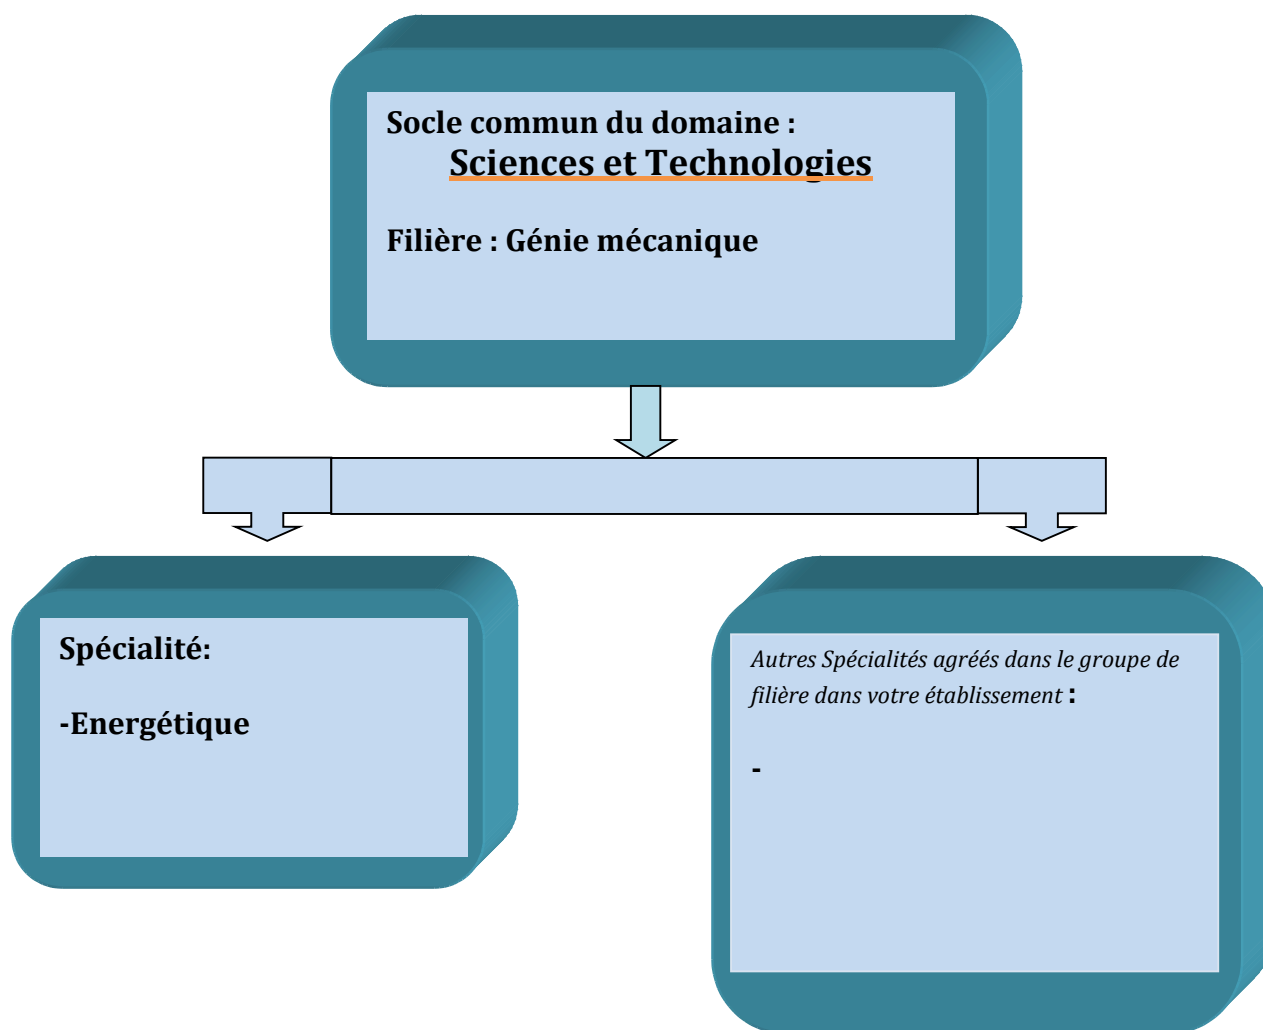 Socle commun du domaine :
Sciences et Technologies
Filière : Génie mécanique
Spécialité:
-Energétique
Autres Spécialités agréés dans le groupe de
filière dans votre établissement :
-